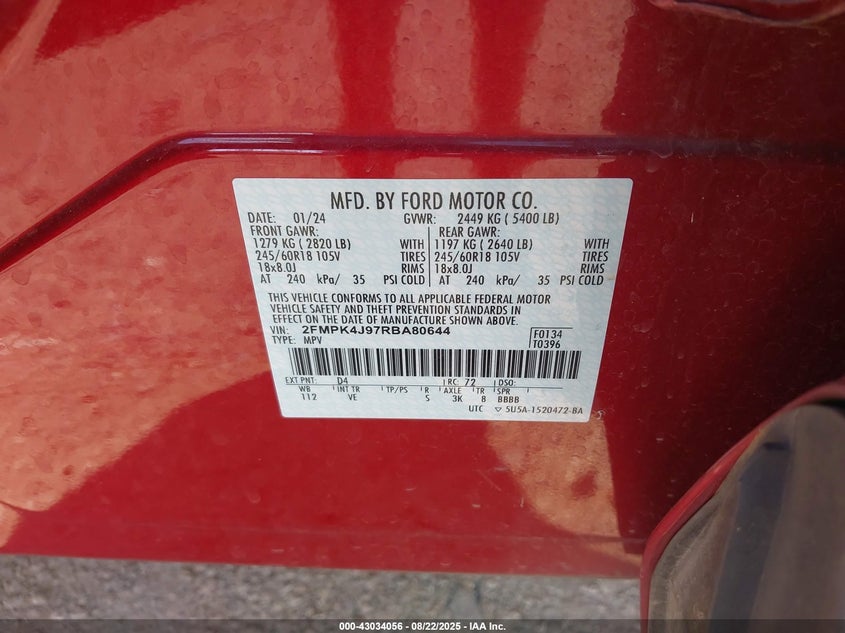 MFD. BY FORD MOTOR CO.
DATE: 01/24 GVWR: 2449 KG ( 5400 LB)
FRONT GAWR: REAR GAWR:
1279 KG ( 2820 LB) WITH 1197 KG ( 2640 LB) WITH
245/60R18 105V TIRES 245/60R18 105V TIRES
18x8.0J RIMS 18x8.0J RIMS
AT 240 kPa/ 35 PSI COLD AT 240 kPa/ 35 PSI COLD
THIS VEHICLE CONFORMS TO ALL APPLICABLE FEDERAL MOTOR
VEHICLE SAFETY AND THEFT PREVENTION STANDARDS IN
EFFECT ON THE DATE OF MANUFACTURE SHOWN ABOVE.
VIN: 2FMPK4J97RBA80644 F0134
TYPE: MPV T0396
EXT PNT: D4 RC: 72 DSO:
WB INT TR TP/PS R AXLE TR SPR
112 VE S 3K 8 BBBB
UTC ▽ 5U5A-1520472-BA
000-43034056 - 08/22/2025 - IAA Inc.